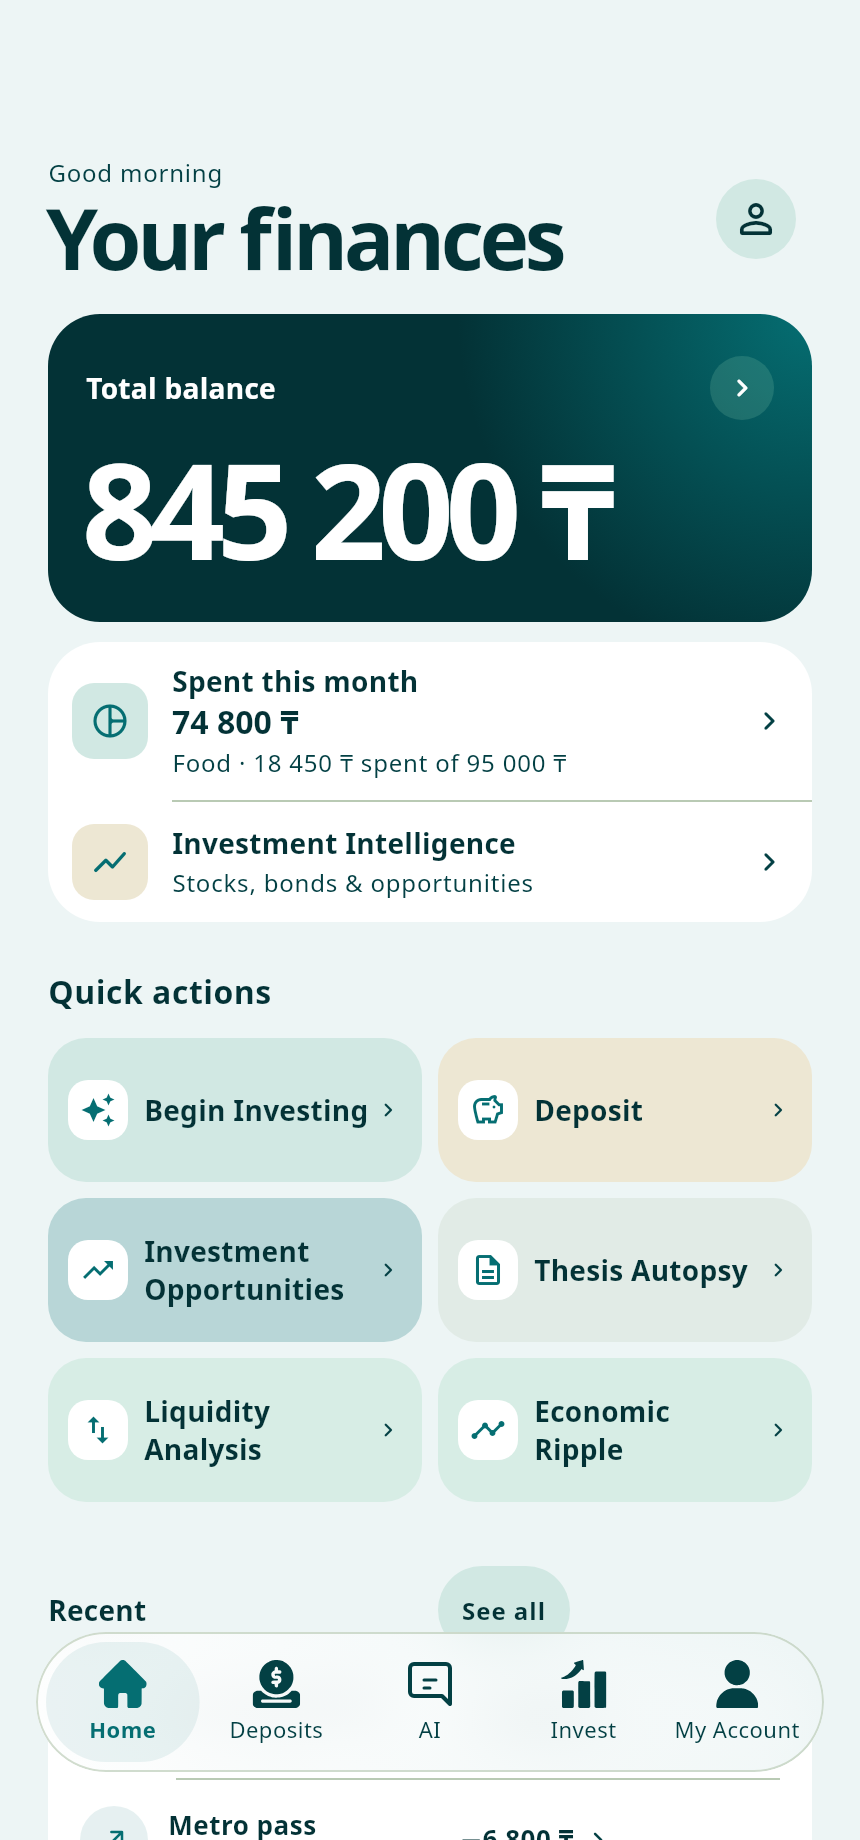 Good morning
Your finances
Total balance
845 200 ₸
Spent this month
74 800 ₸
Food · 18 450 ₸ spent of 95 000 ₸
Investment Intelligence
Stocks, bonds & opportunities
Quick actions
Begin Investing
Deposit
Investment
Opportunities
Thesis Autopsy
Liquidity
Analysis
Economic
Ripple
Recent
See all
Home
Deposits
AI
Invest
My Account
Metro pass
−6 800 ₸